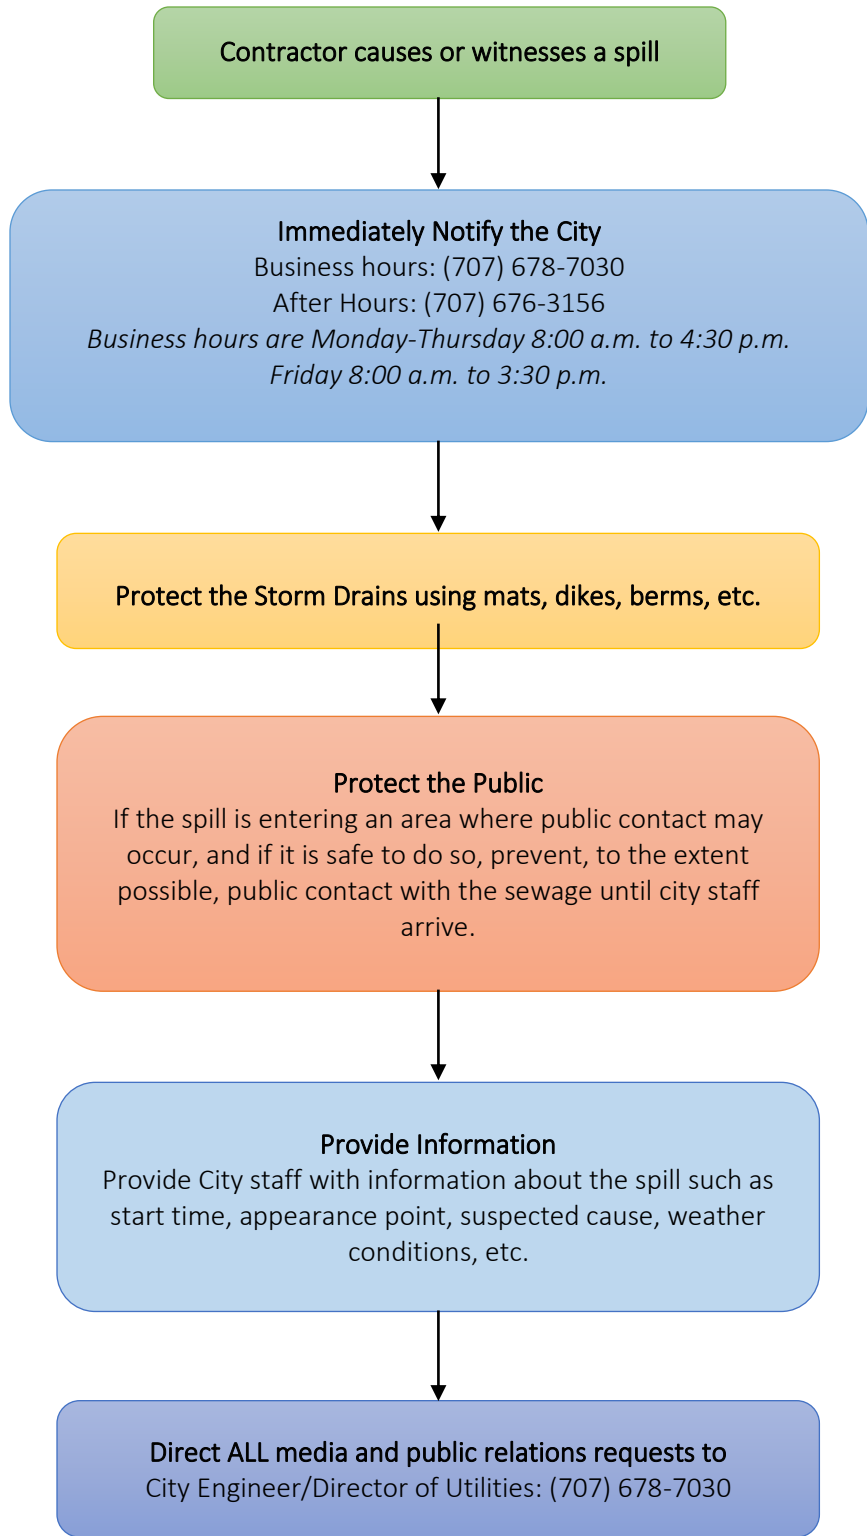 Contractor causes or witnesses a spill
Immediately Notify the City
Business hours: (707) 678-7030
After Hours: (707) 676-3156
Business hours are Monday-Thursday 8:00 a.m. to 4:30 p.m.
Friday 8:00 a.m. to 3:30 p.m.
Protect the Storm Drains using mats, dikes, berms, etc.
Protect the Public
If the spill is entering an area where public contact may
occur, and if it is safe to do so, prevent, to the extent
possible, public contact with the sewage until city staff
arrive.
Provide Information
Provide City staff with information about the spill such as
start time, appearance point, suspected cause, weather
conditions, etc.
Direct ALL media and public relations requests to
City Engineer/Director of Utilities: (707) 678-7030